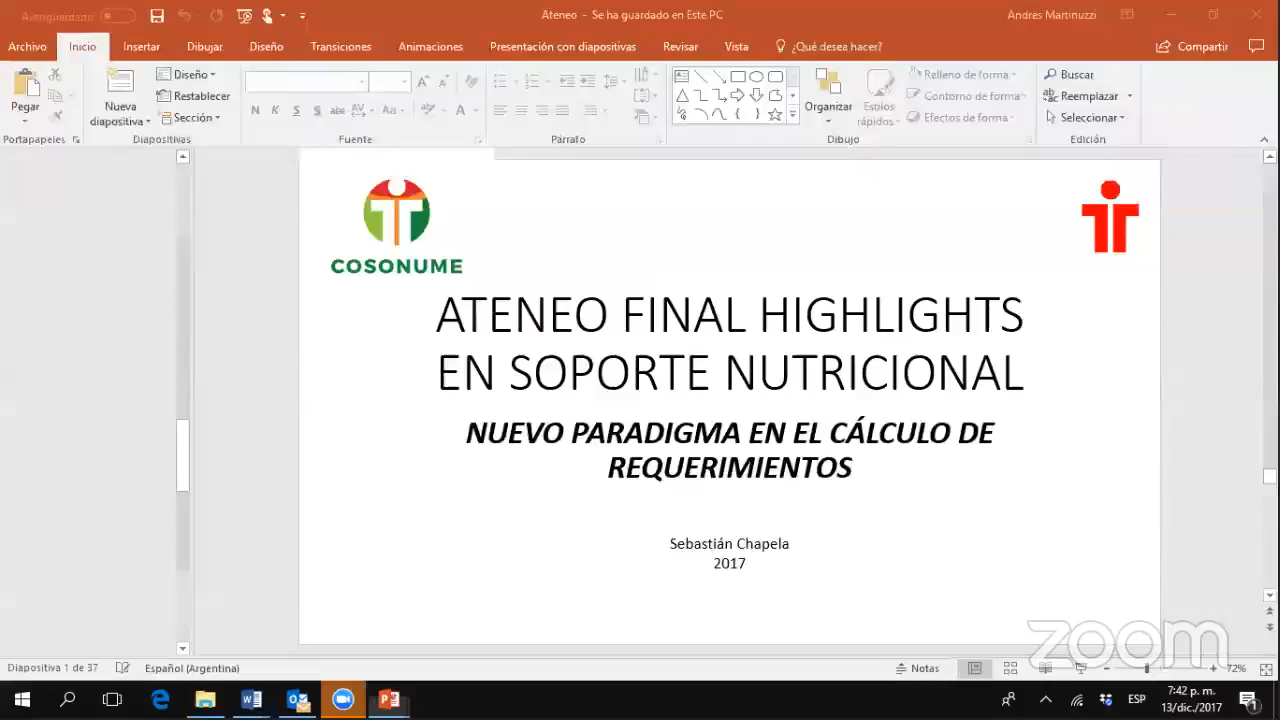 Autoguardado
Ateneo - Se ha guardado en Este PC
Andres Martinuzzi
Archivo Inicio Insertar Dibujar Diseño Transiciones Animaciones Presentación con diapositivas Revisar Vista ¿Qué desea hacer? Compartir
Pegar
Nueva diapositiva
Diseño
Restablecer
Sección
N K S S abc AV Aa A
Organizar
Estilos rápidos
Relleno de forma
Contorno de forma
Efectos de forma
Buscar
Reemplazar
Seleccionar
Portapapeles Diapositivas Fuente Párrafo Dibujo Edición
COSONUME
ATENEO FINAL HIGHLIGHTS
EN SOPORTE NUTRICIONAL
NUEVO PARADIGMA EN EL CÁLCULO DE
REQUERIMIENTOS
Sebastián Chapela
2017
zoom
Diapositiva 1 de 37 Español (Argentina) Notas 72%
ESP 7:42 p. m.
13/dic./2017
1